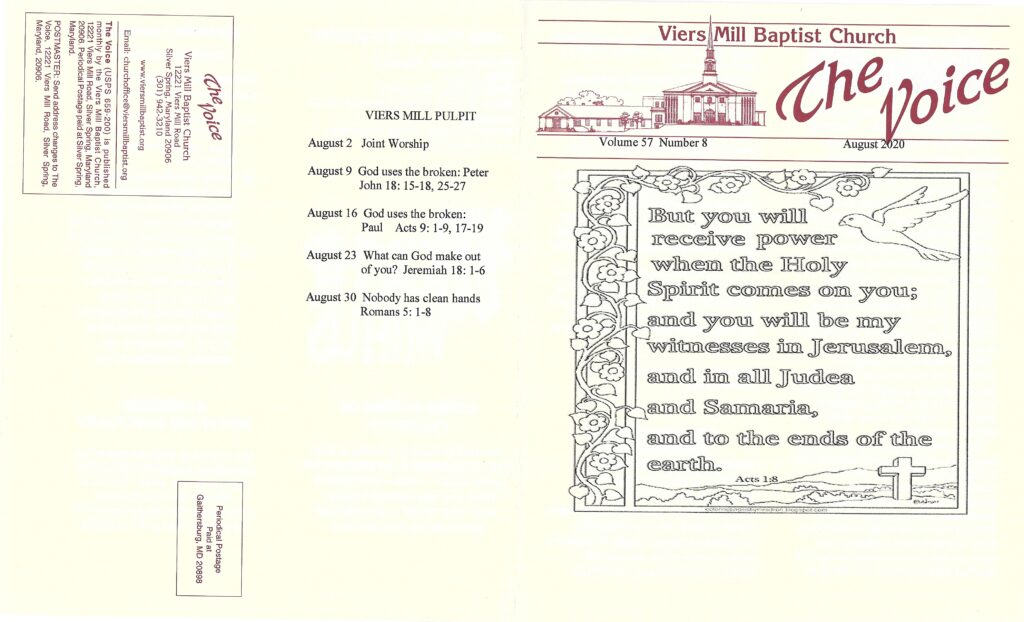 The Voice
Viers Mill Baptist Church
12221 Viers Mill Road
Silver Spring, Maryland 20906
(301) 942-3210
www.viersmillbaptist.org
Email: churchoffice@viersmillbaptist.org
The Voice (USPS 659-200) is published
monthly by the Viers Mill Baptist Church,
12221 Viers Mill Road, Silver Spring, Maryland
20906. Periodical Postage paid at Silver Spring,
Maryland.
POSTMASTER: Send address changes to The
Voice, 12221 Viers Mill Road, Silver Spring,
Maryland, 20906.
Periodical Postage
Paid at
Gaithersburg, MD 20898
VIERS MILL PULPIT
August 2 Joint Worship
August 9 God uses the broken: Peter
John 18: 15-18, 25-27
August 16 God uses the broken:
Paul Acts 9: 1-9, 17-19
August 23 What can God make out
of you? Jeremiah 18: 1-6
August 30 Nobody has clean hands
Romans 5: 1-8
Viers Mill Baptist Church
The Voice
Volume 57 Number 8
August 2020
But you will
receive power
when the Holy
Spirit comes on you;
and you will be my
witnesses in Jerusalem,
and in all Judea
and Samaria,
and to the ends of the
earth.
Acts 1:8